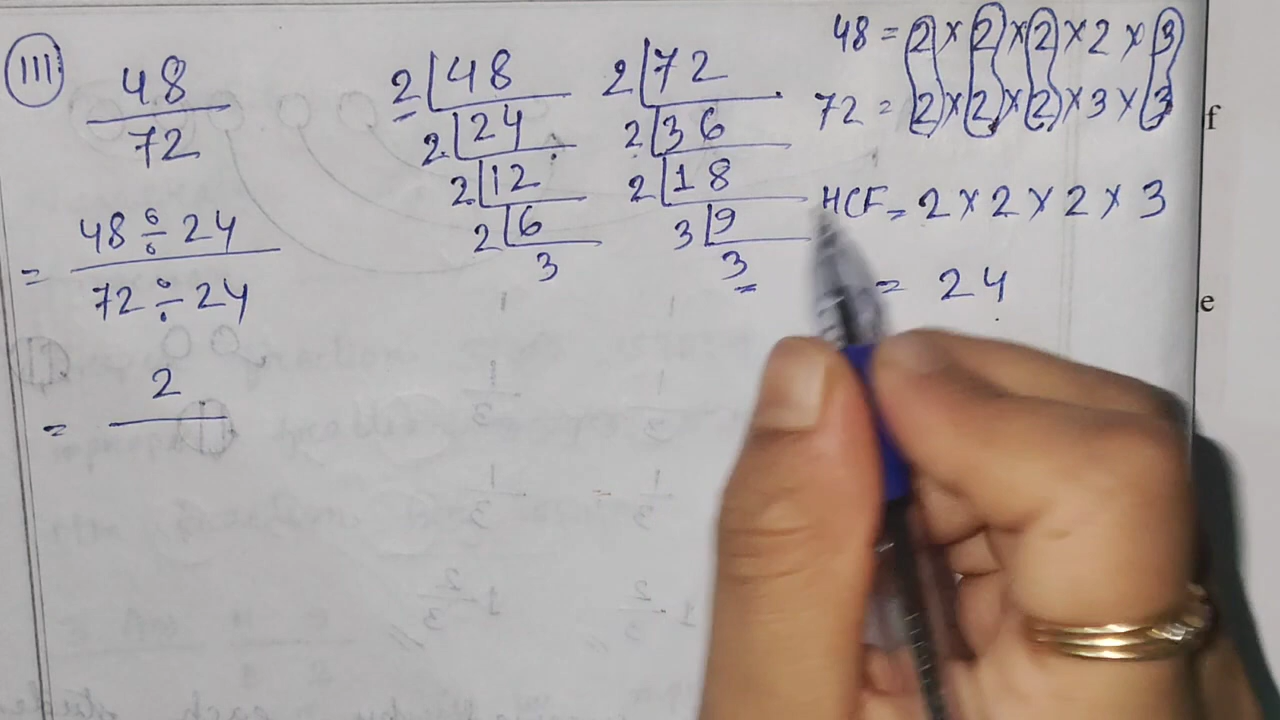 III
48
72
= 48 ÷ 24
72 ÷ 24
= 2
2 48
2 24
2 12
2 6
3
2 72
2 36
2 18
3 9
3
48 = 2 × 2 × 2 × 2 × 3
72 = 2 × 2 × 2 × 3 × 3
HCF = 2 × 2 × 2 × 3
= 24
f
e